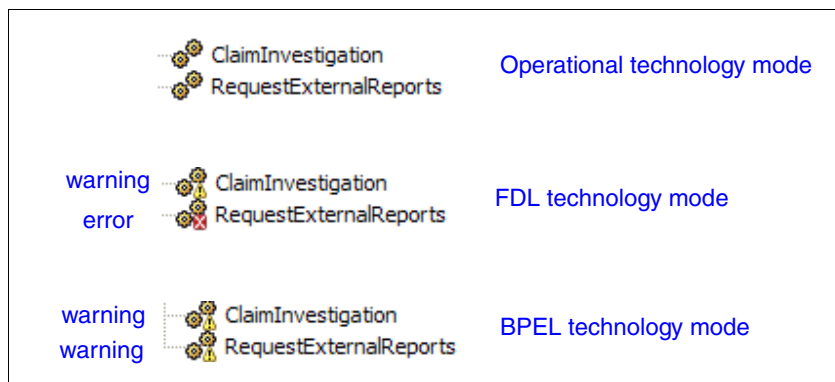 ClaimInvestigation
RequestExternalReports
Operational technology mode
warning
ClaimInvestigation
error
RequestExternalReports
FDL technology mode
warning
ClaimInvestigation
warning
RequestExternalReports
BPEL technology mode